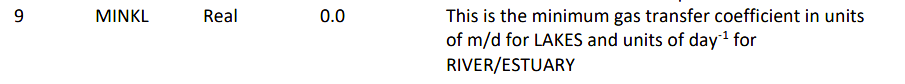 9 MINKL Real 0.0 This is the minimum gas transfer coefficient in units
of m/d for LAKES and units of day⁻¹ for
RIVER/ESTUARY